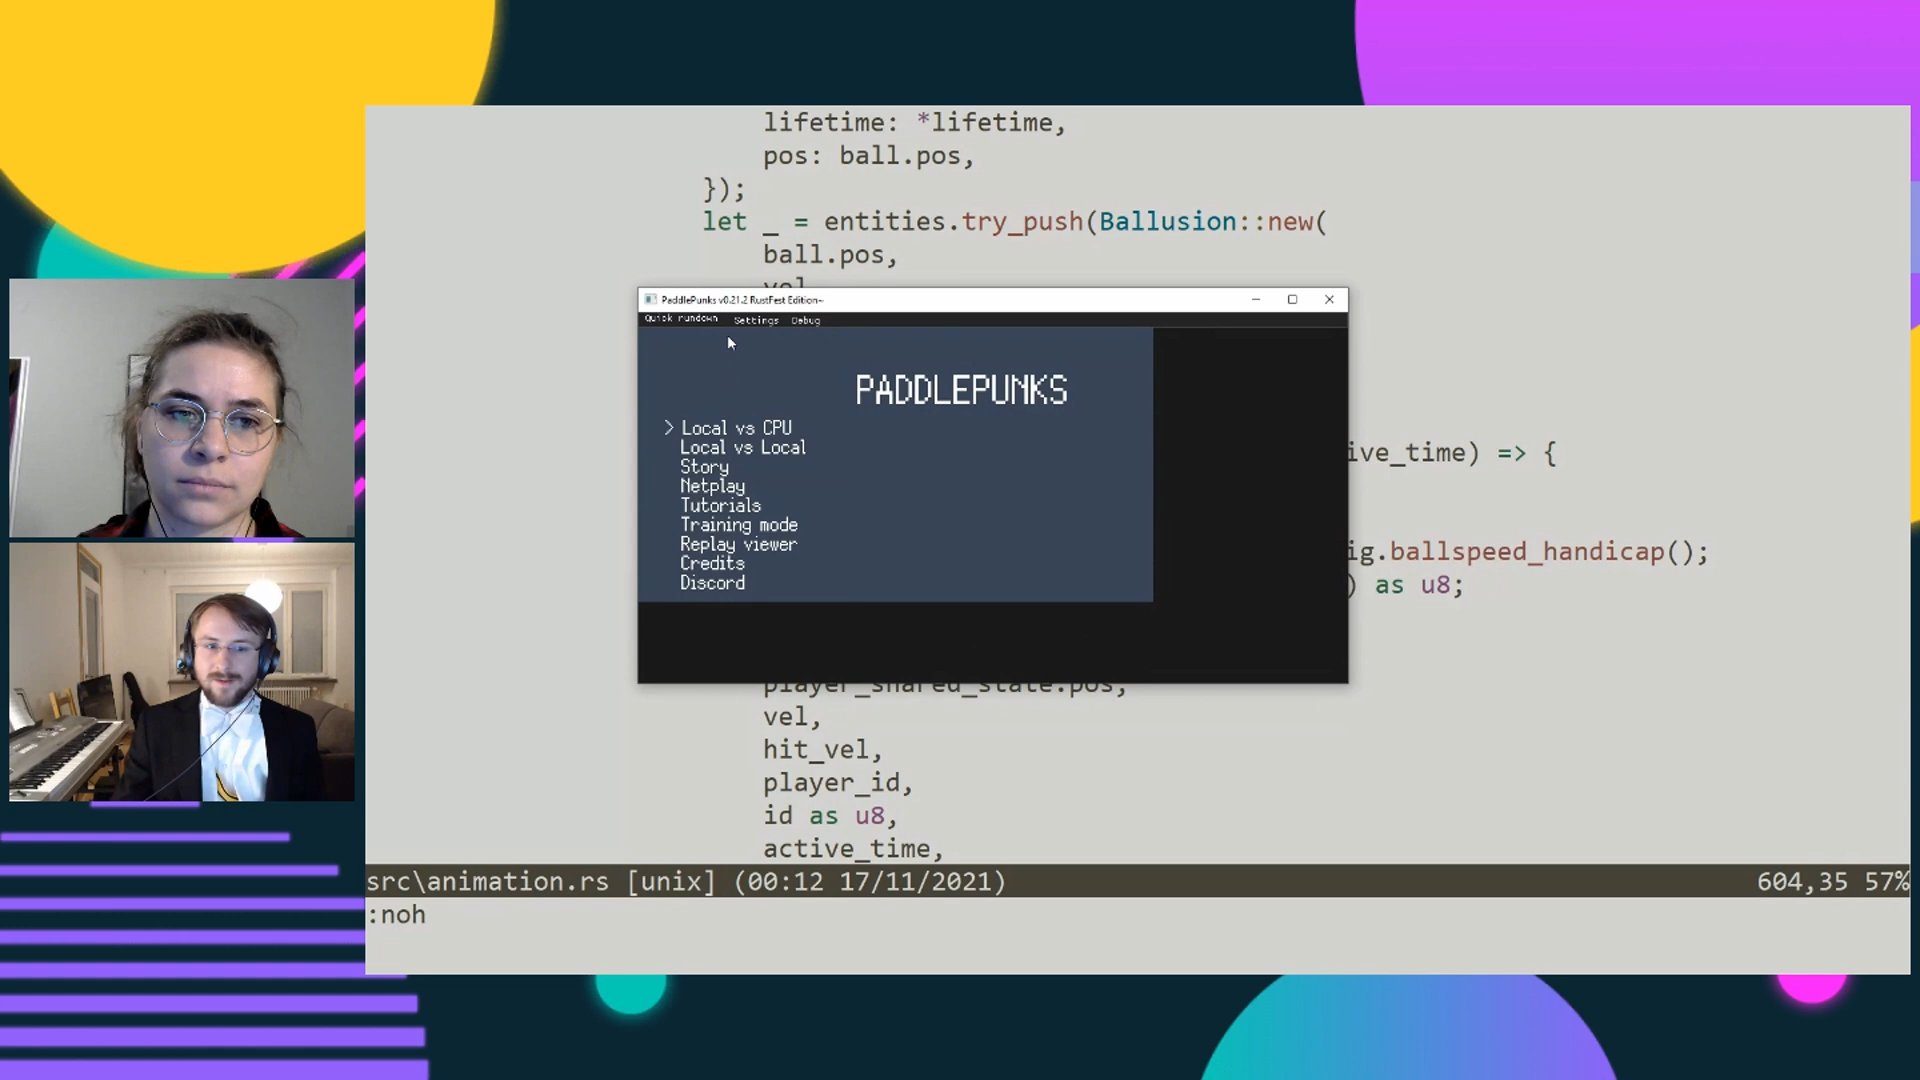 lifetime: *lifetime,
pos: ball.pos,
});
let _ = entities.try_push(Ballusion::new(
ball.pos,
vel
PaddlePunks v0.21.2 RustFest Edition~
Quick rundown Settings Debug
PADDLEPUNKS
> Local vs CPU
Local vs Local
Story
Netplay
Tutorials
Training mode
Replay viewer
Credits
Discord
ive_time) => {
ig.ballspeed_handicap();
) as u8;
player_shared_state.pos,
vel,
hit_vel,
player_id,
id as u8,
active_time,
src\animation.rs [unix] (00:12 17/11/2021) 604,35 57%
:noh